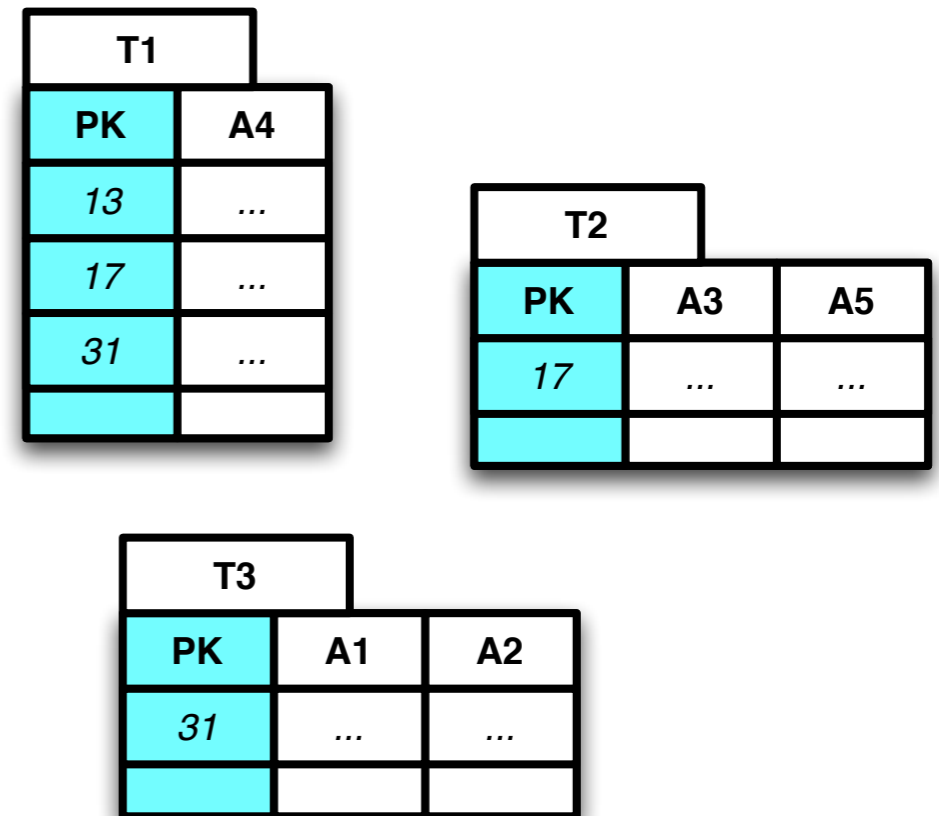 T1
PK A4
13 ...
17 ...
31 ...
T2
PK A3 A5
17 ... ...
T3
PK A1 A2
31 ... ...